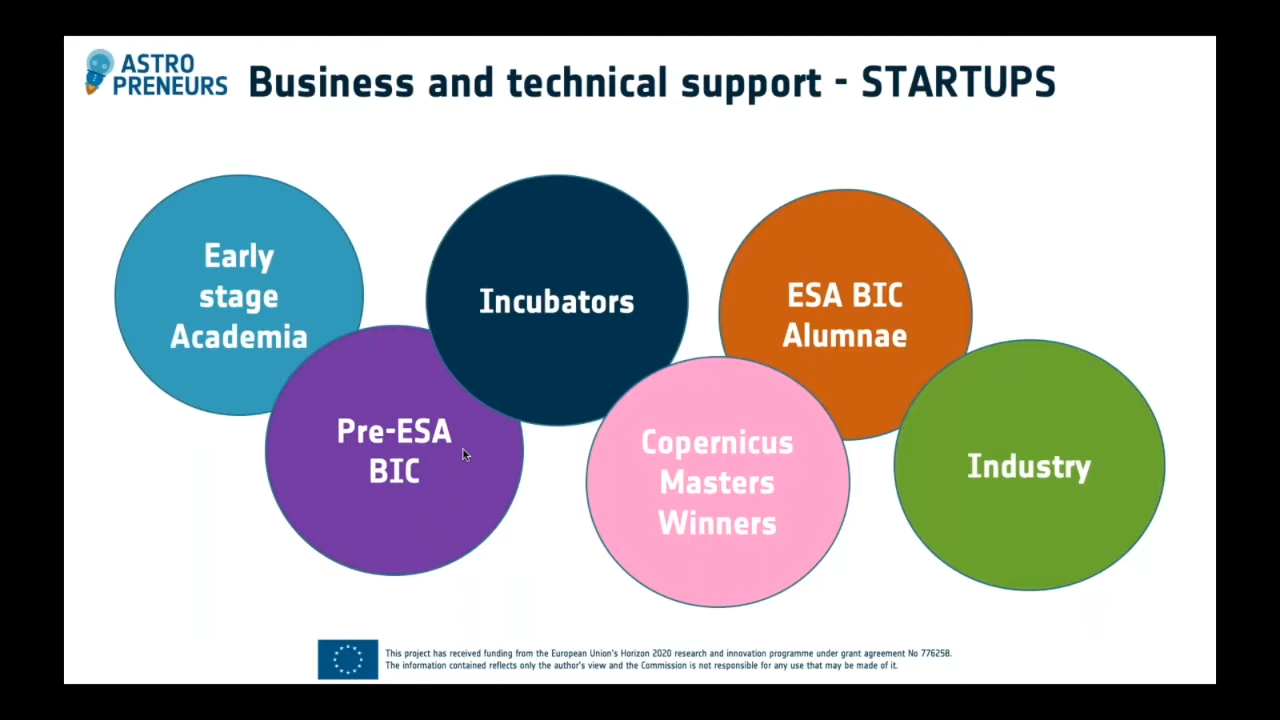 ASTRO
PRENEURS
Business and technical support - STARTUPS
Early
stage
Academia
Pre-ESA
BIC
Incubators
Copernicus
Masters
Winners
ESA BIC
Alumnae
Industry
This project has received funding from the European Union's Horizon 2020 research and innovation programme under grant agreement No 776258.
The information contained reflects only the author's view and the Commission is not responsible for any use that may be made of it.